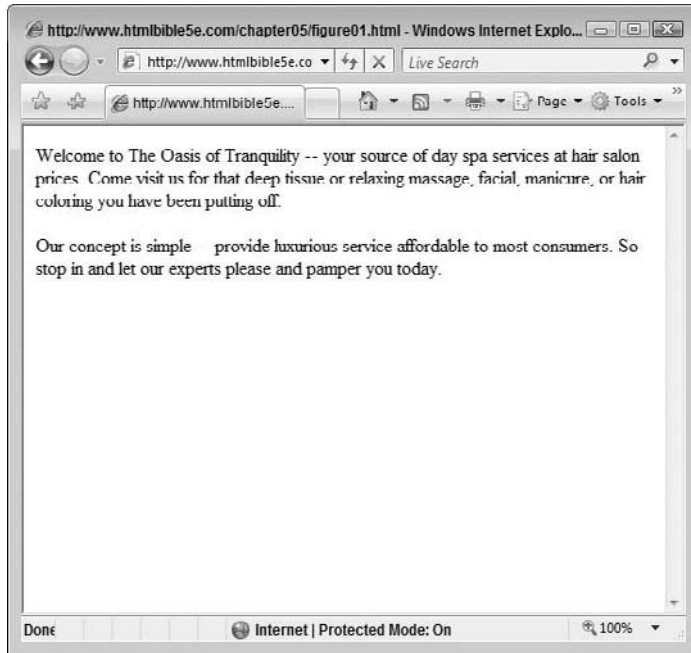 http://www.htmlbible5e.com/chapter05/figure01.html - Windows Internet Explo...
http://www.htmlbible5e.co Live Search
http://www.htmlbible5e.... Page Tools »
Welcome to The Oasis of Tranquility -- your source of day spa services at hair salon
prices. Come visit us for that deep tissue or relaxing massage, facial, manicure, or hair
coloring you have been putting off.
Our concept is simple provide luxurious service affordable to most consumers. So
stop in and let our experts please and pamper you today.
Done Internet | Protected Mode: On 100%